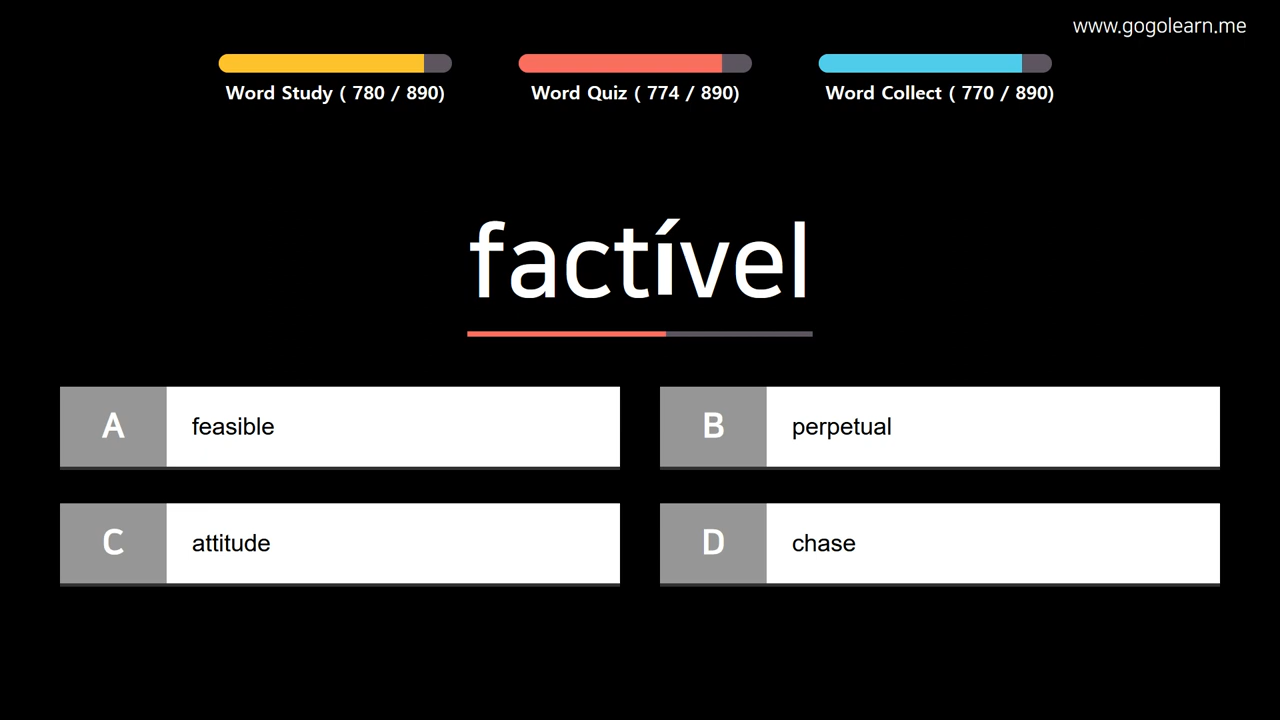 www.gogolearn.me
Word Study ( 780 / 890)
Word Quiz ( 774 / 890)
Word Collect ( 770 / 890)
factível
A feasible
B perpetual
C attitude
D chase